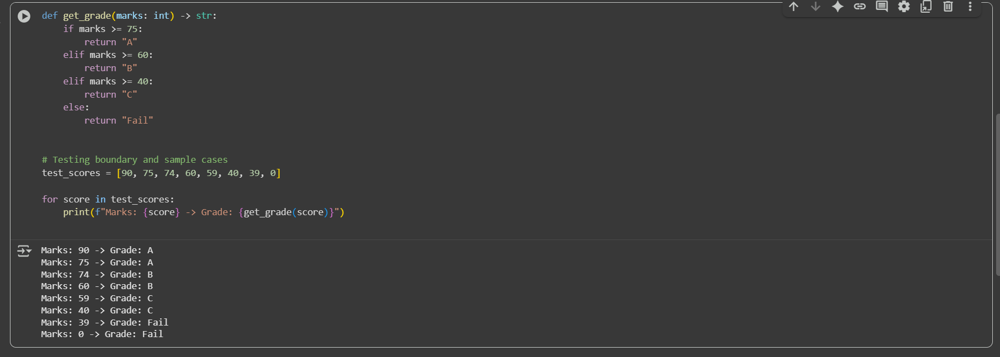 def get_grade(marks: int) -> str:
    if marks >= 75:
        return "A"
    elif marks >= 60:
        return "B"
    elif marks >= 40:
        return "C"
    else:
        return "Fail"
# Testing boundary and sample cases
test_scores = [90, 75, 74, 60, 59, 40, 39, 0]
for score in test_scores:
    print(f"Marks: {score} -> Grade: {get_grade(score)}")
Marks: 90 -> Grade: A
Marks: 75 -> Grade: A
Marks: 74 -> Grade: B
Marks: 60 -> Grade: B
Marks: 59 -> Grade: C
Marks: 40 -> Grade: C
Marks: 39 -> Grade: Fail
Marks: 0 -> Grade: Fail